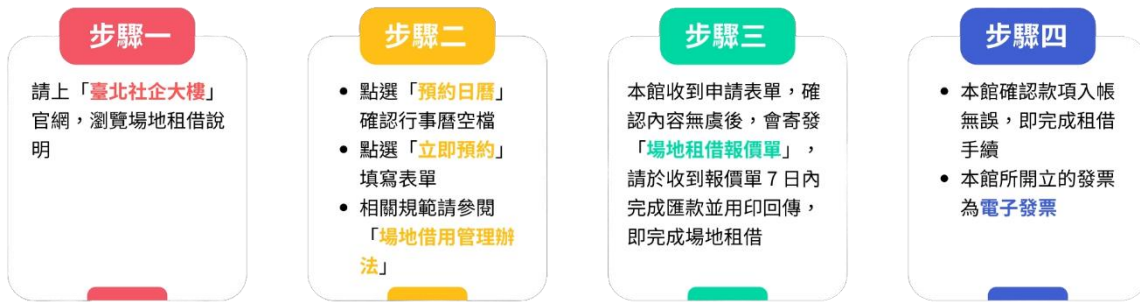 步驟一
請上「臺北社企大樓」
官網，瀏覽場地租借說
明
步驟二
• 點選「預約日曆」
確認行事曆空檔
• 點選「立即預約」
填寫表單
• 相關規範請參閱
「場地借用管理辦
法」
步驟三
本館收到申請表單，確
認內容無虞後，會寄發
「場地租借報價單」，
請於收到報價單 7 日內
完成匯款並用印回傳，
即完成場地租借
步驟四
• 本館確認款項入帳
無誤，即完成租借
手續
• 本館所開立的發票
為電子發票